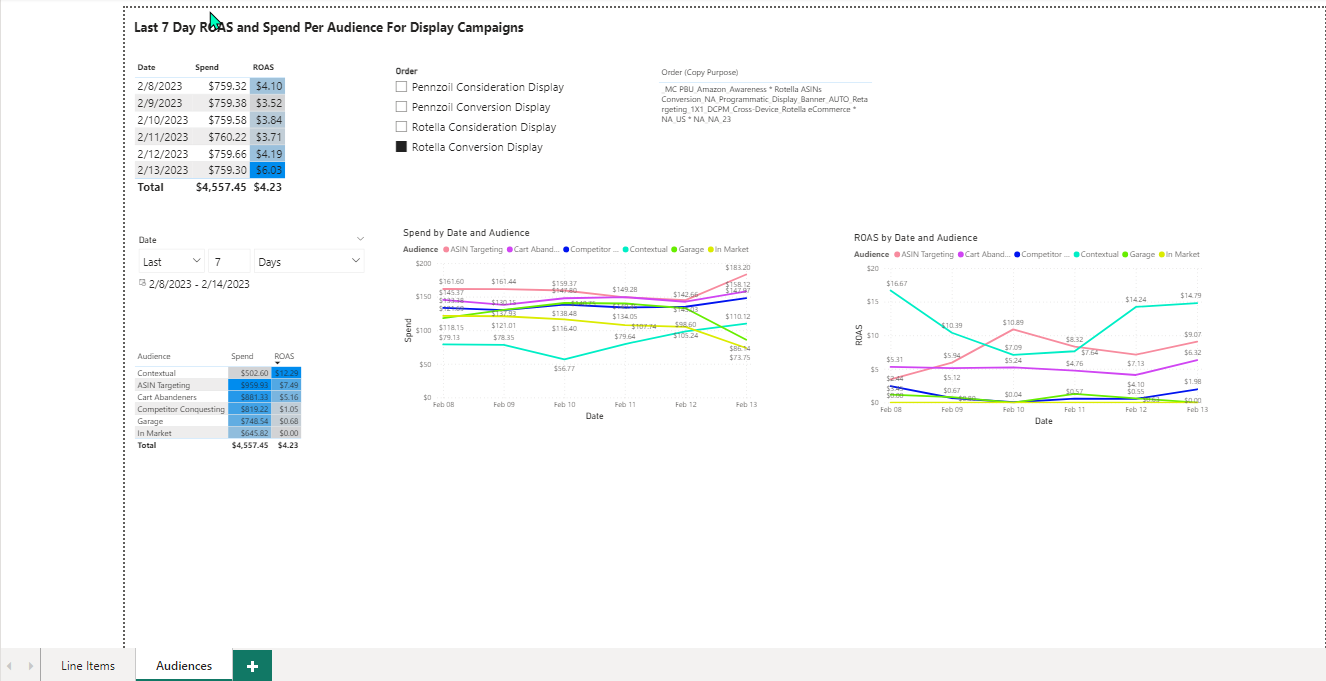 Last 7 Day ROAS and Spend Per Audience For Display Campaigns
Date Spend ROAS
2/8/2023 $759.32 $4.10
2/9/2023 $759.38 $3.52
2/10/2023 $759.58 $3.84
2/11/2023 $760.22 $3.71
2/12/2023 $759.66 $4.19
2/13/2023 $759.30 $6.03
Total $4,557.45 $4.23
Order
Pennzoil Consideration Display
Pennzoil Conversion Display
Rotella Consideration Display
Rotella Conversion Display
Order (Copy Purpose)
_MC PBU_Amazon_Awareness * Rotella ASINs
Conversion_NA_Programmatic_Display_Banner_AUTO_Reta
rgeting_1X1_DCPM_Cross-Device_Rotella eCommerce *
NA_US * NA_NA_23
Date
Last 7 Days
2/8/2023 - 2/14/2023
Audience Spend ROAS
Contextual $502.60 $12.29
ASIN Targeting $959.93 $7.49
Cart Abandeners $881.33 $5.16
Competitor Conquesting $819.22 $1.05
Garage $748.54 $0.68
In Market $645.82 $0.00
Total $4,557.45 $4.23
Spend by Date and Audience
Audience ASIN Targeting Cart Aband... Competitor ... Contextual Garage In Market
Spend
$200
$150
$100
$50
$0
$161.60 $161.44 $159.37 $149.28 $142.66 $183.20
$145.37 $130.15 $147.80 $158.12
$137.93 $138.48 $134.05
$118.15 $121.01 $116.40 $107.74 $98.60 $110.12
$79.13 $78.35 $56.77 $79.64 $105.24 $86.14
$73.75
Feb 08 Feb 09 Feb 10 Feb 11 Feb 12 Feb 13
Date
ROAS by Date and Audience
Audience ASIN Targeting Cart Aband... Competitor ... Contextual Garage In Market
ROAS
$20
$15
$10
$5
$0
$16.67 $10.39 $10.89 $8.32 $14.24 $14.79
$9.07
$5.31 $5.94 $7.09 $7.64 $7.13 $6.32
$5.12 $5.24 $4.76 $4.10
$2.44 $0.67 $0.04 $0.57 $0.55 $1.98
$0.00 $0.00
Feb 08 Feb 09 Feb 10 Feb 11 Feb 12 Feb 13
Date
Line Items Audiences +